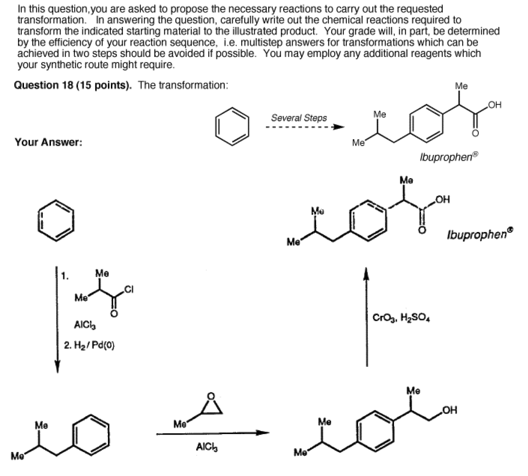 In this question,you are asked to propose the necessary reactions to carry out the requested
transformation. In answering the question, carefully write out the chemical reactions required to
transform the indicated starting material to the illustrated product. Your grade will, in part, be determined
by the efficiency of your reaction sequence, i.e. multistep answers for transformations which can be
achieved in two steps should be avoided if possible. You may employ any additional reagents which
your synthetic route might require.
Question 18 (15 points). The transformation:
Me
OH
Several Steps
Me
Me
O
Your Answer:
Ibuprophen®
Me
OH
Me
Me
O
Ibuprophen®
1.
Me
Me
Cl
O
AlCl₃
2. H₂/ Pd(O)
CrO₃, H₂SO₄
O
Me
AlCl₃
Me
Me
Me
OH
Me
Me